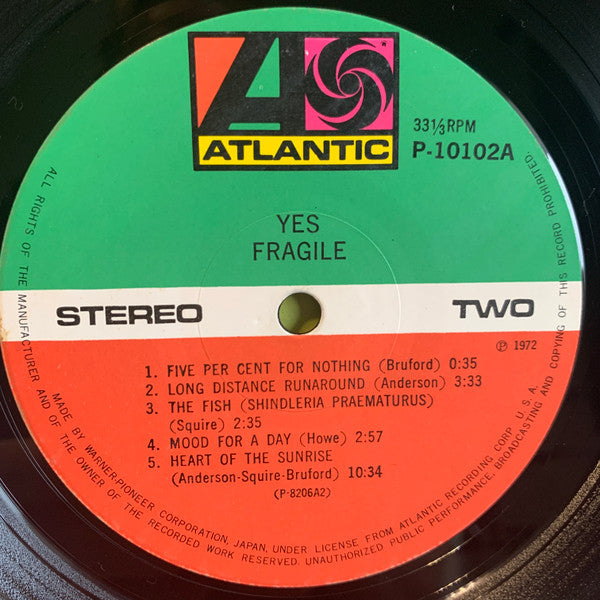 ATLANTIC
33⅓RPM
P-10102A
YES
FRAGILE
STEREO
TWO
℗ 1972
1. FIVE PER CENT FOR NOTHING (Bruford) 0:35
2. LONG DISTANCE RUNAROUND (Anderson) 3:33
3. THE FISH (SHINDLERIA PRAEMATURUS)
(Squire) 2:35
4. MOOD FOR A DAY (Howe) 2:57
5. HEART OF THE SUNRISE
(Anderson-Squire-Bruford) 10:34
(P-8206A2)
MADE BY WARNER-PIONEER CORPORATION, JAPAN, UNDER LICENSE FROM ATLANTIC RECORDING CORP. U.S.A.
ALL RIGHTS OF THE MANUFACTURER AND OF THE OWNER OF THE RECORDED WORK RESERVED. UNAUTHORIZED PUBLIC PERFORMANCE, BROADCASTING AND COPYING OF THIS RECORD PROHIBITED.